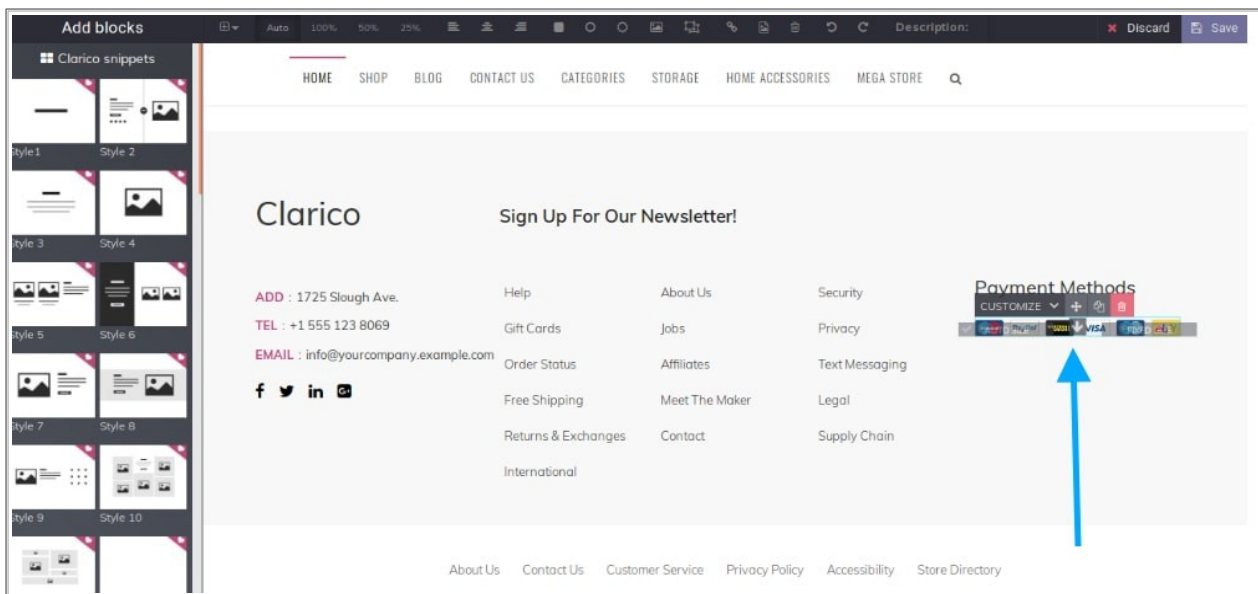 Add blocks
Auto 100% 50% 25% Description: Discard Save
Clarico snippets
HOME SHOP BLOG CONTACT US CATEGORIES STORAGE HOME ACCESSORIES MEGA STORE
Style1 Style 2
Style 3 Style 4
Style 5 Style 6
Style 7 Style 8
Style 9 Style 10
Clarico
Sign Up For Our Newsletter!
ADD : 1725 Slough Ave.
TEL : +1 555 123 8069
EMAIL : info@yourcompany.example.com
Help
Gift Cards
Order Status
Free Shipping
Returns & Exchanges
International
About Us
Jobs
Affiliates
Meet The Maker
Contact
Security
Privacy
Text Messaging
Legal
Supply Chain
Payment Methods
CUSTOMIZE
PayPal VISA
About Us Contact Us Customer Service Privacy Policy Accessibility Store Directory